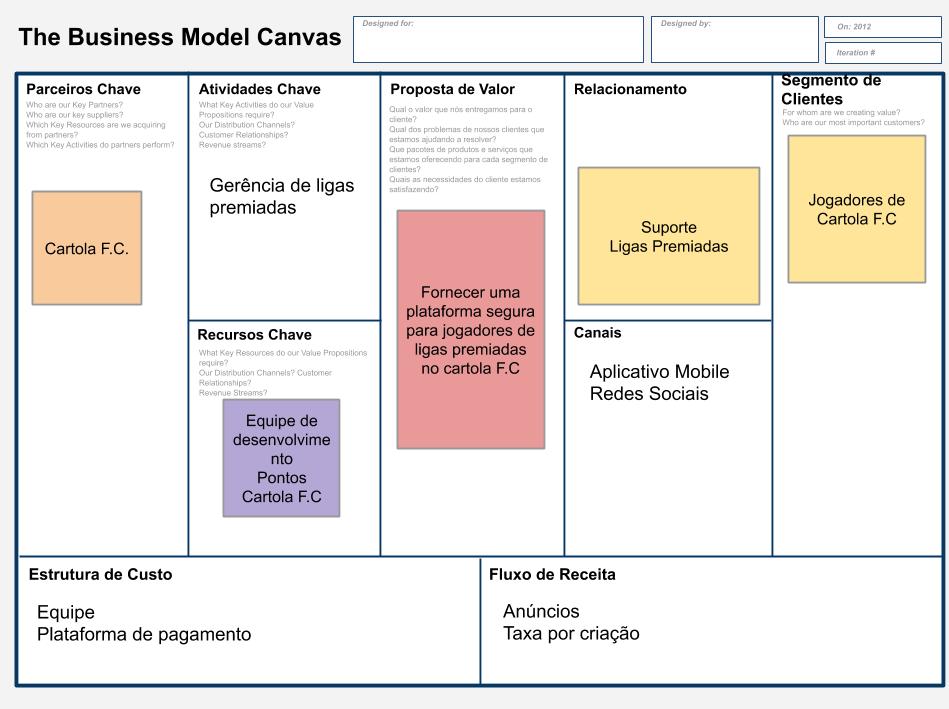 The Business Model Canvas
Designed for:
Designed by:
On: 2012
Iteration #
Parceiros Chave
Who are our Key Partners?
Who are our key suppliers?
Which Key Resources are we acquiring
from partners?
Which Key Activities do partners perform?
Cartola F.C.
Atividades Chave
What Key Activities do our Value
Propositions require?
Our Distribution Channels?
Customer Relationships?
Revenue streams?
Gerência de ligas
premiadas
Recursos Chave
What Key Resources do our Value Propositions
require?
Our Distribution Channels? Customer
Relationships?
Revenue Streams?
Equipe de
desenvolvime
nto
Pontos
Cartola F.C
Proposta de Valor
Qual o valor que nós entregamos para o
cliente?
Qual dos problemas de nossos clientes que
estamos ajudando a resolver?
Que pacotes de produtos e serviços que
estamos oferecendo para cada segmento de
clientes?
Quais as necessidades do cliente estamos
satisfazendo?
Fornecer uma
plataforma segura
para jogadores de
ligas premiadas
no cartola F.C
Relacionamento
Suporte
Ligas Premiadas
Canais
Aplicativo Mobile
Redes Sociais
Segmento de
Clientes
For whom are we creating value?
Who are our most important customers?
Jogadores de
Cartola F.C
Estrutura de Custo
Equipe
Plataforma de pagamento
Fluxo de Receita
Anúncios
Taxa por criação